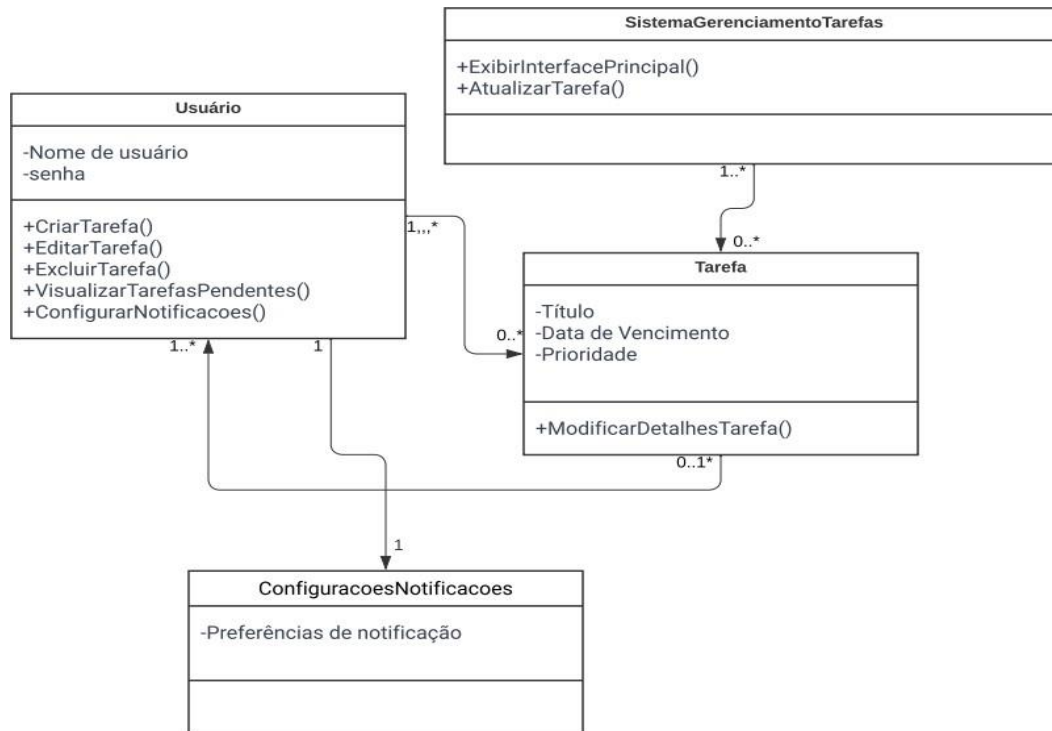 SistemaGerenciamentoTarefas
+ExibirInterfacePrincipal()
+AtualizarTarefa()
1..*
Usuário
-Nome de usuário
-senha
+CriarTarefa()
+EditarTarefa()
+ExcluirTarefa()
+VisualizarTarefasPendentes()
+ConfigurarNotificacoes()
1,,,*
0..*
1..*
1
0..*
Tarefa
-Título
-Data de Vencimento
-Prioridade
+ModificarDetalhesTarefa()
0..1*
1
ConfiguracoesNotificacoes
-Preferências de notificação